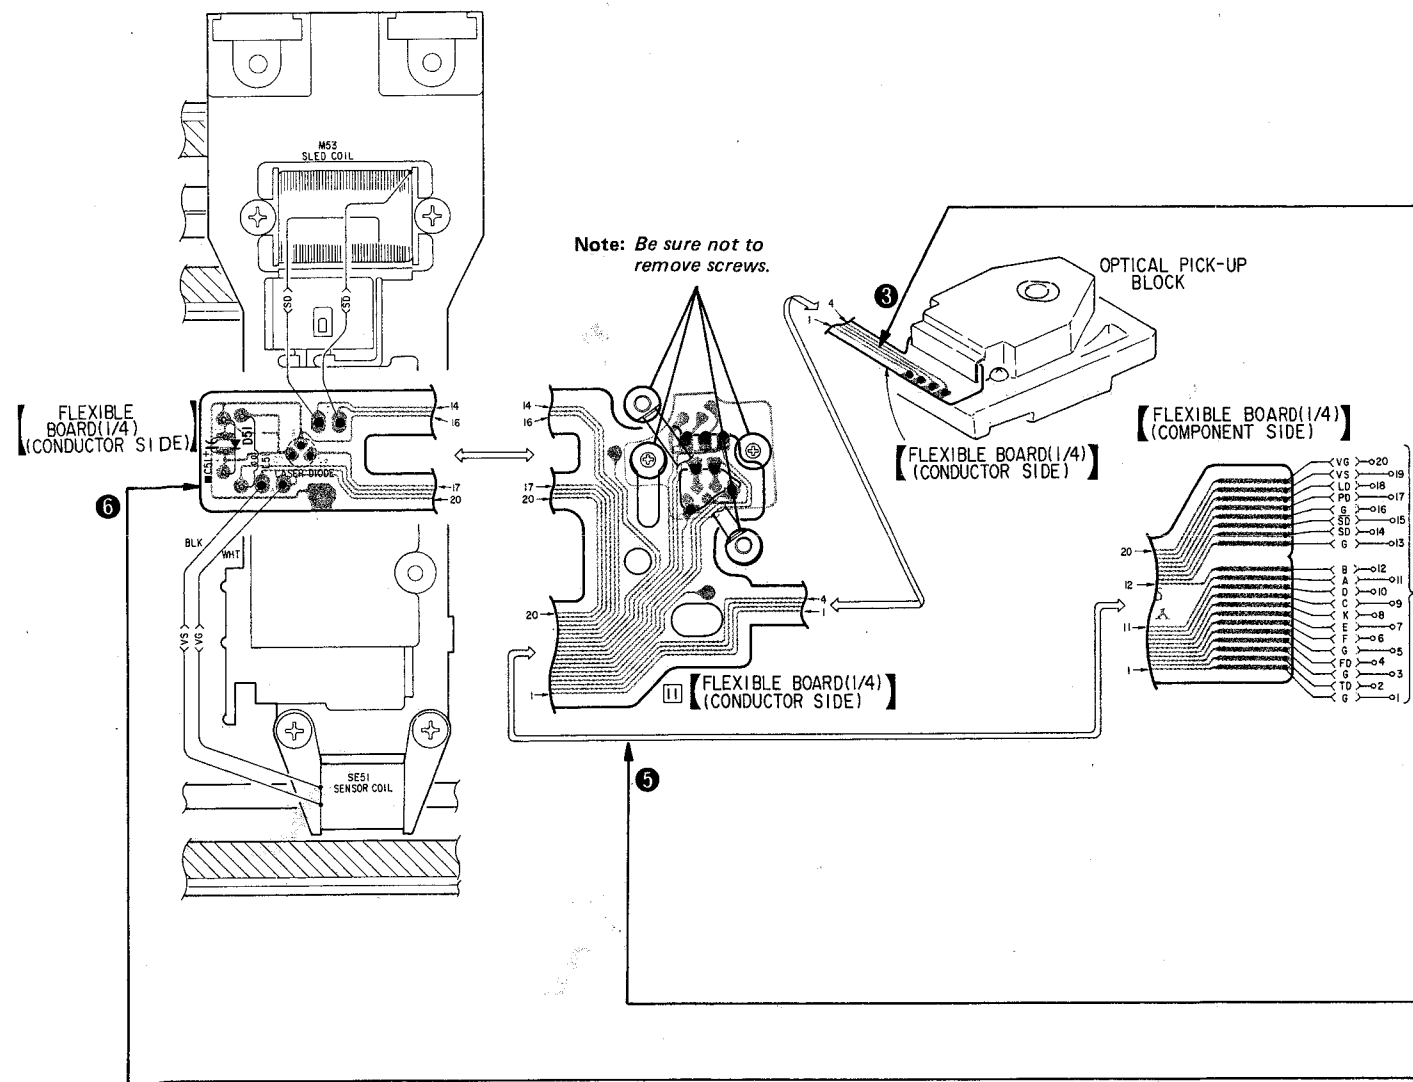 M53
SLED COIL
SD
SD
Note: Be sure not to
remove screws.
3
OPTICAL PICK-UP
BLOCK
4
1
【FLEXIBLE
BOARD(1/4)
(CONDUCTOR SIDE)】
C51
D51
LASER DIODE
14
16
17
20
14
16
17
20
【FLEXIBLE BOARD(1/4)
(CONDUCTOR SIDE)】
【FLEXIBLE BOARD(1/4)
(COMPONENT SIDE)】
6
BLK
WHT
VS
VG
20
1
4
1
11
【FLEXIBLE BOARD(1/4)
(CONDUCTOR SIDE)】
20
12
11
1
VG 20
VS 19
LD 18
PD 17
G 16
S̅D̅ 15
SD 14
G 13
B 12
A 11
D 10
C 9
K 8
E 7
F 6
G 5
FD 4
G 3
TD 2
G 1
SE51
SENSOR COIL
5